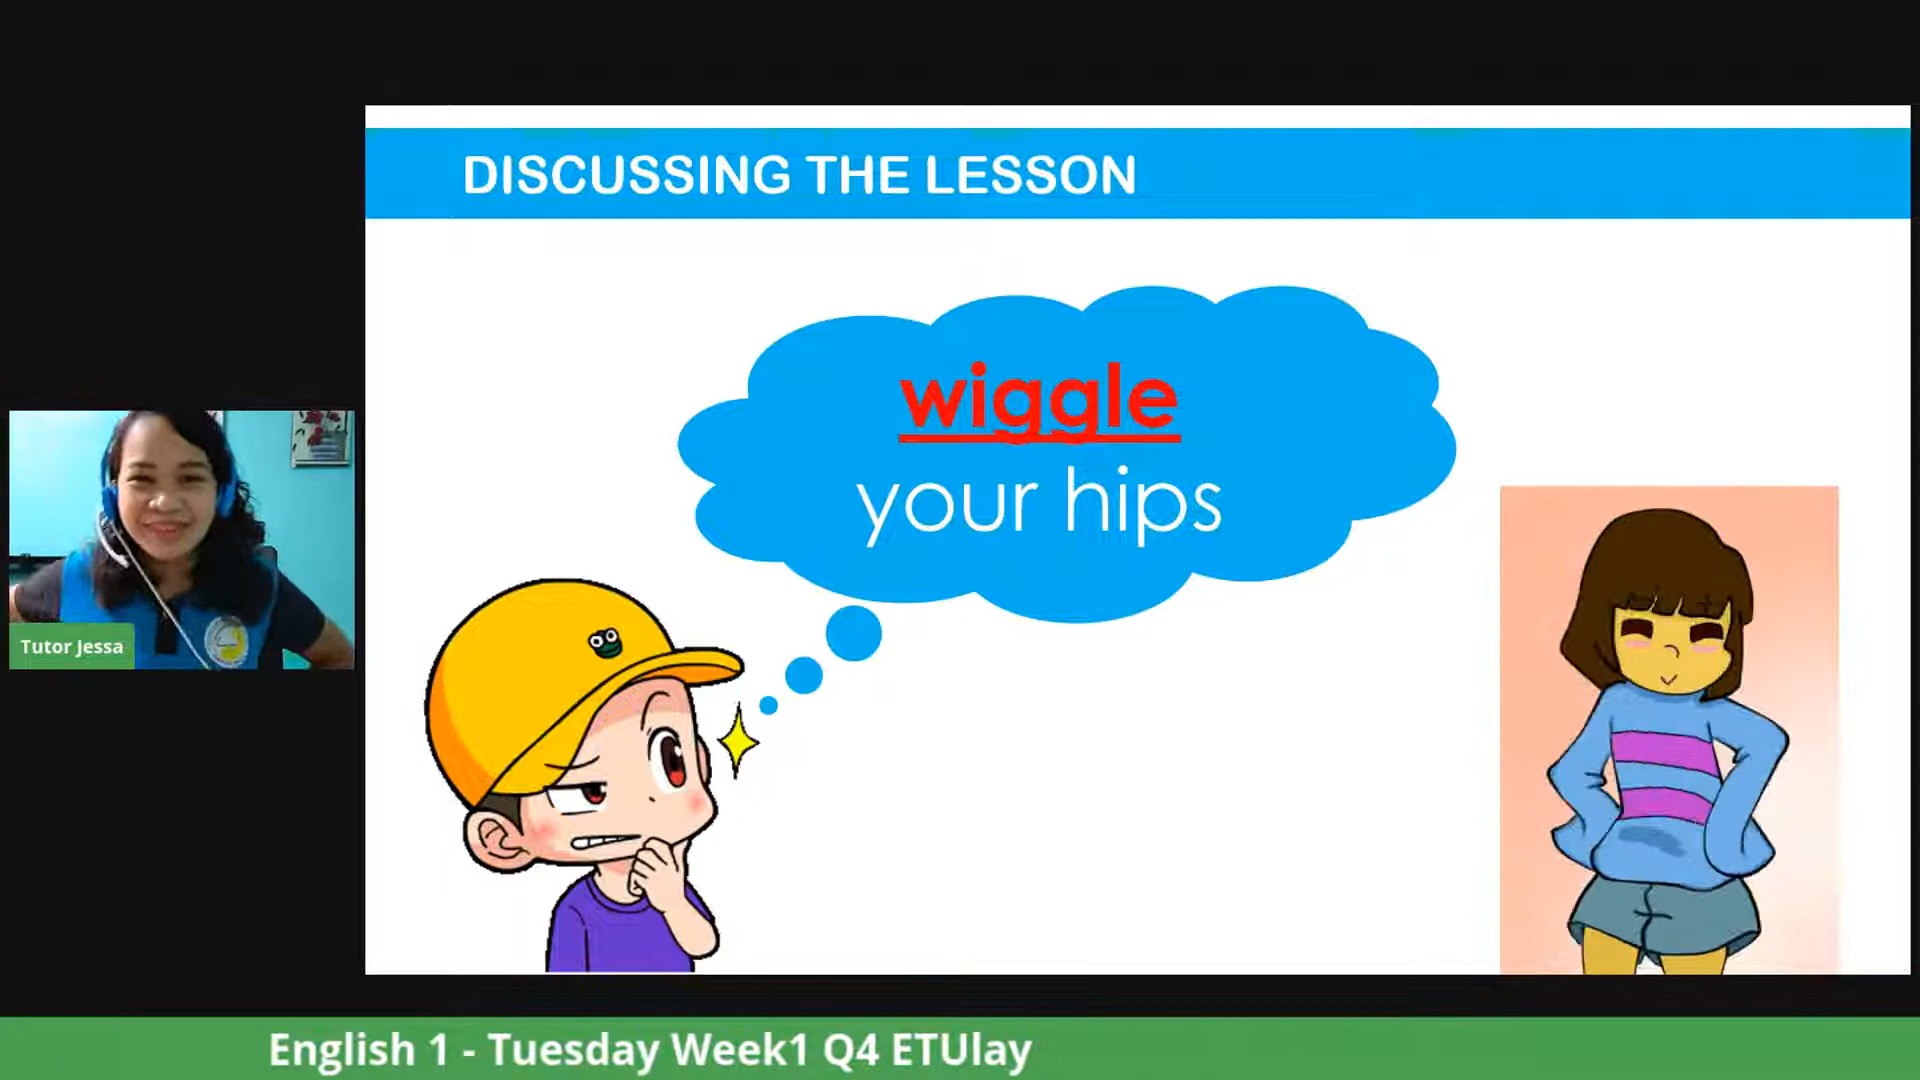 DISCUSSING THE LESSON
wiggle
your hips
Tutor Jessa
English 1 - Tuesday Week1 Q4 ETUlay